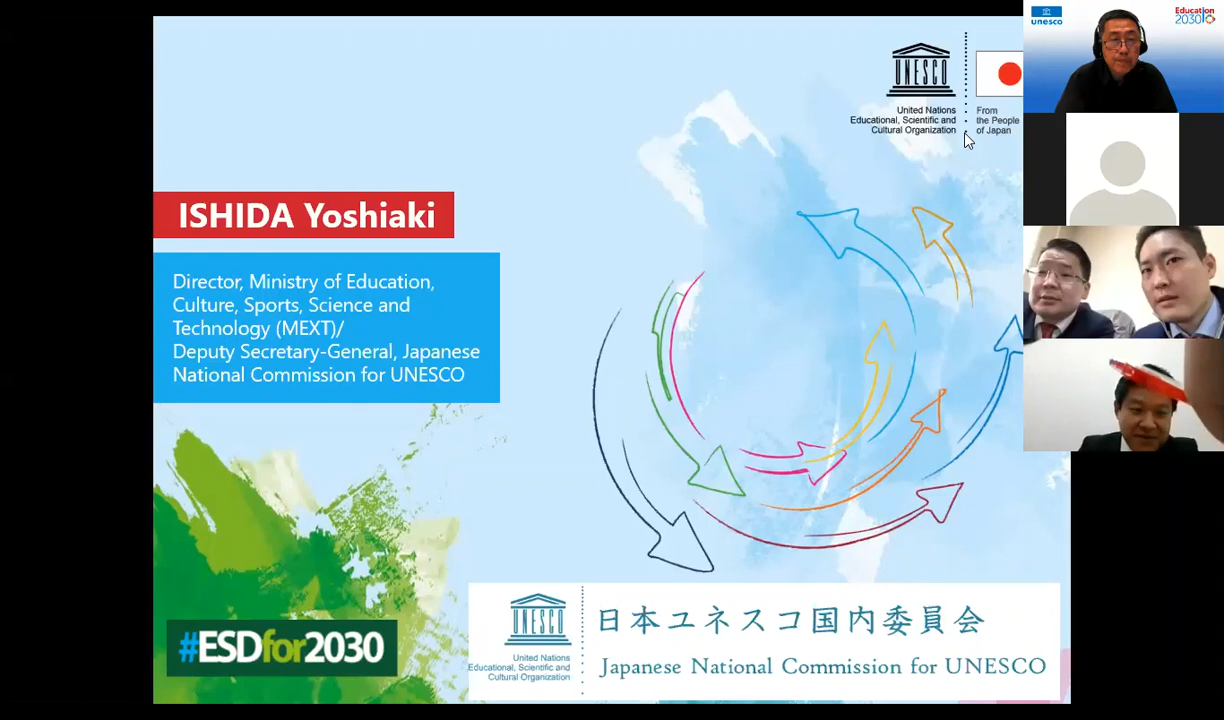 UNESCO
United Nations
Educational, Scientific and
Cultural Organization
From
the People
of Japan
unesco
Education
2030
ISHIDA Yoshiaki
Director, Ministry of Education,
Culture, Sports, Science and
Technology (MEXT)/
Deputy Secretary-General, Japanese
National Commission for UNESCO
#ESDfor2030
UNESCO
United Nations
Educational, Scientific and
Cultural Organization
日本ユネスコ国内委員会
Japanese National Commission for UNESCO